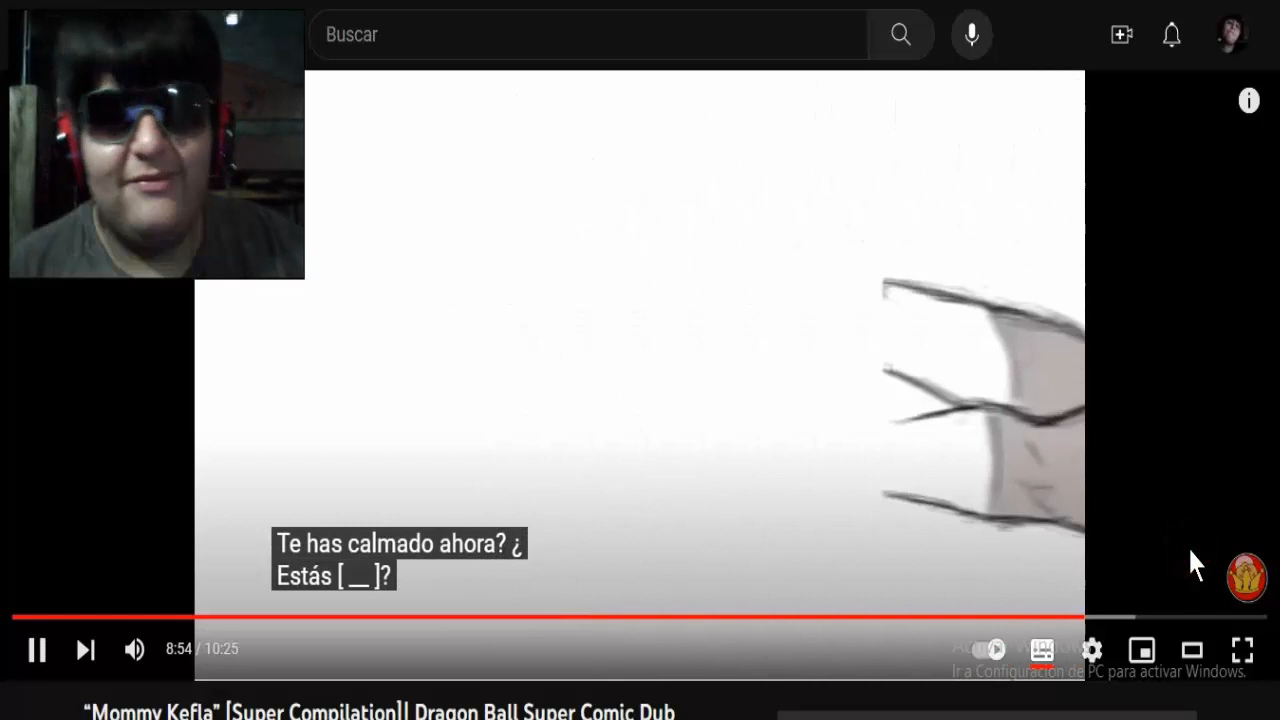 Buscar
Te has calmado ahora? ¿
Estás [ __ ]?
8:54 / 10:25
Ir a Configuración de PC para activar Windows.
“Mommy Kefla” [Super Compilation]| Dragon Ball Super Comic Dub